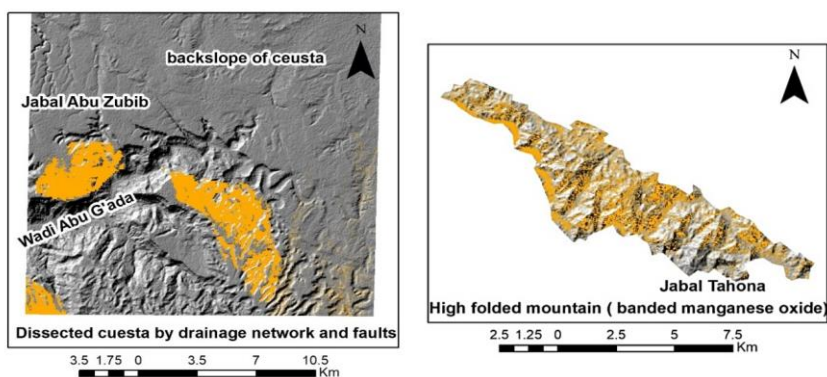 backslope of ceusta
N
Jabal Abu Zubib
Wadi Abu G'ada
Dissected cuesta by drainage network and faults
3.5 1.75 0 3.5 7 10.5
Km
N
Jabal Tahona
High folded mountain ( banded manganese oxide)
2.5 1.25 0 2.5 5 7.5
Km